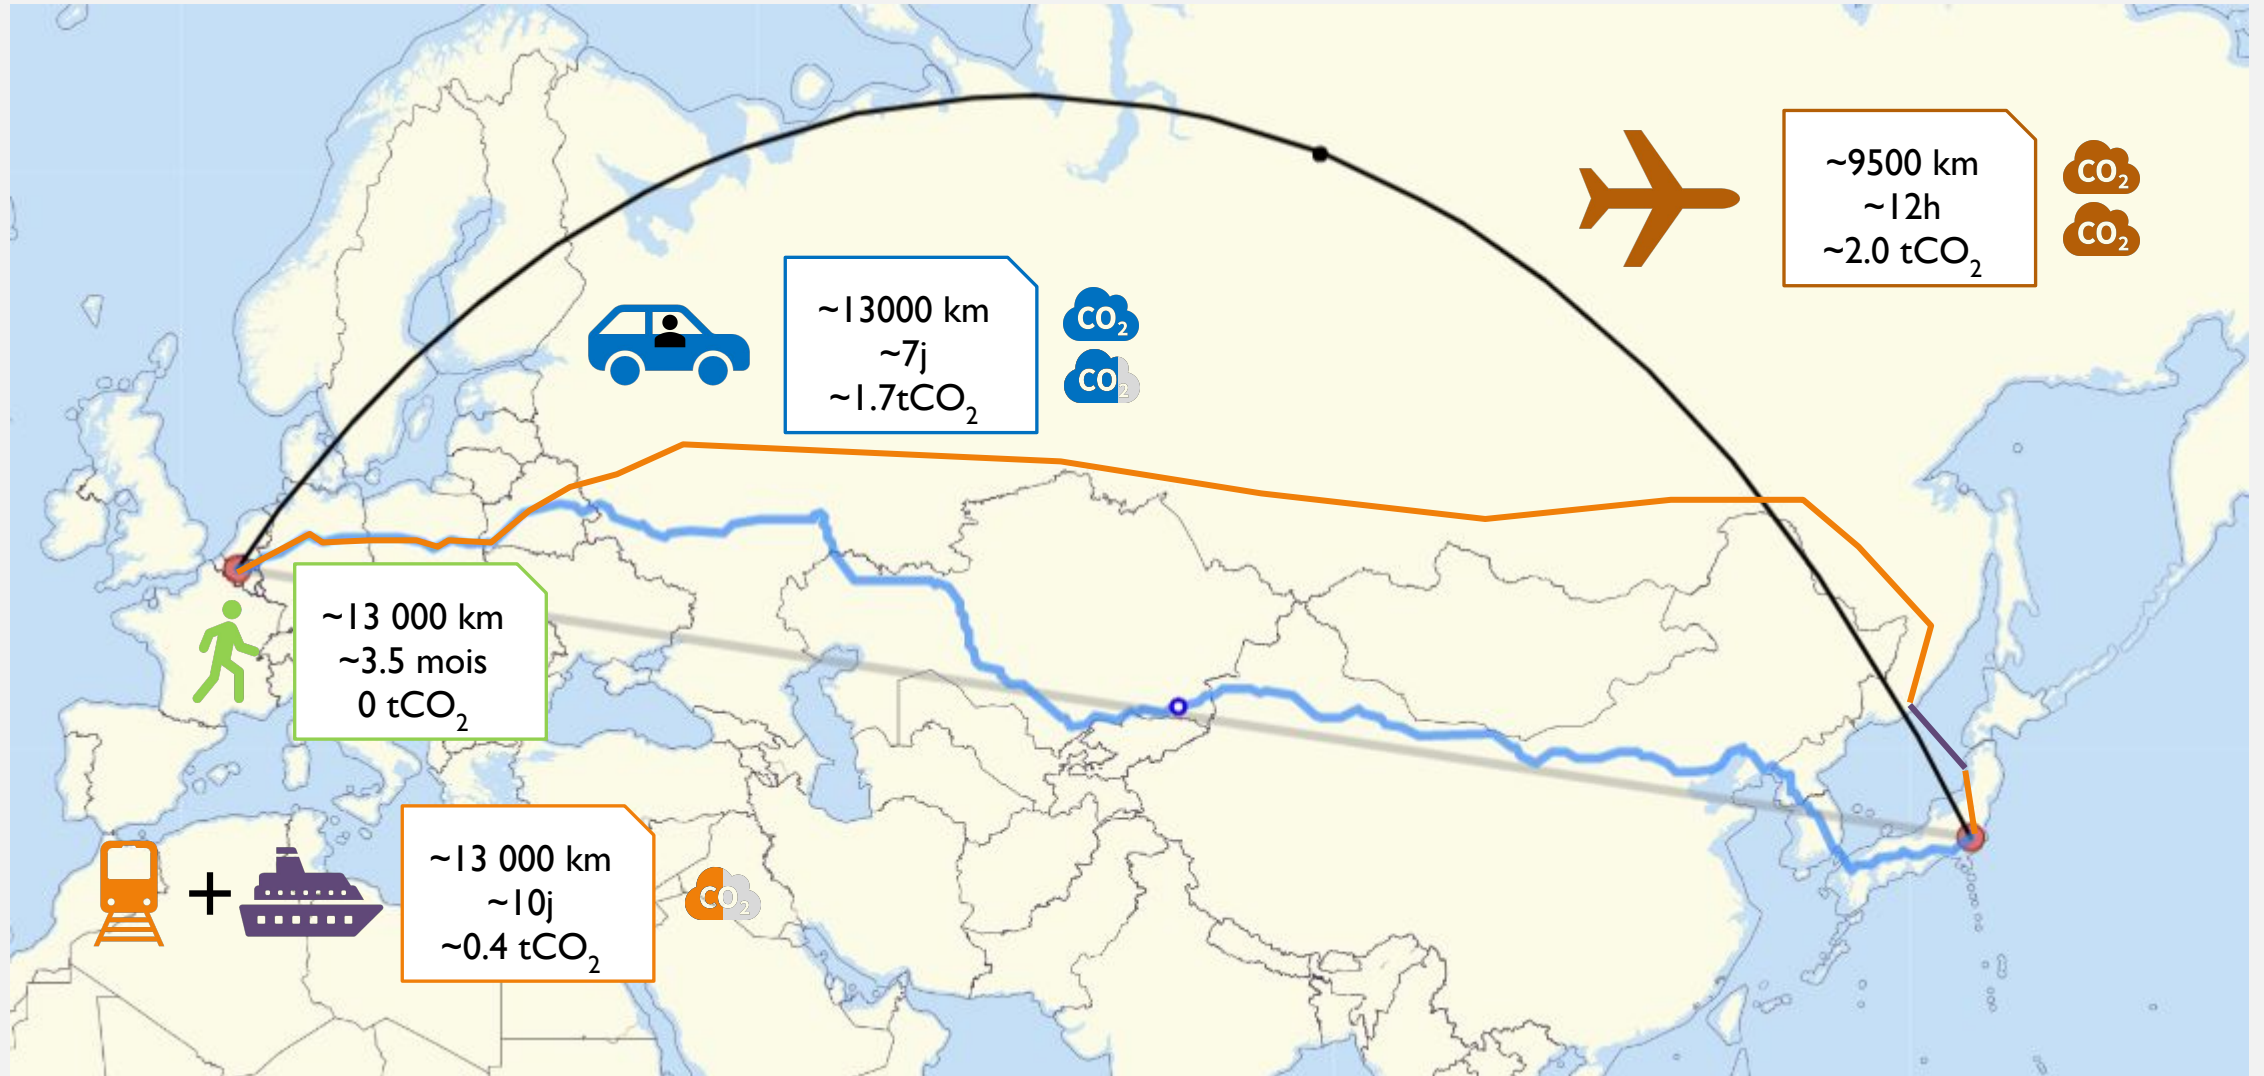 ~9500 km
~12h
~2.0 tCO₂
CO₂
CO₂
~13000 km
~7j
~1.7tCO₂
CO₂
CO₂
~13 000 km
~3.5 mois
0 tCO₂
+
~13 000 km
~10j
~0.4 tCO₂
CO₂